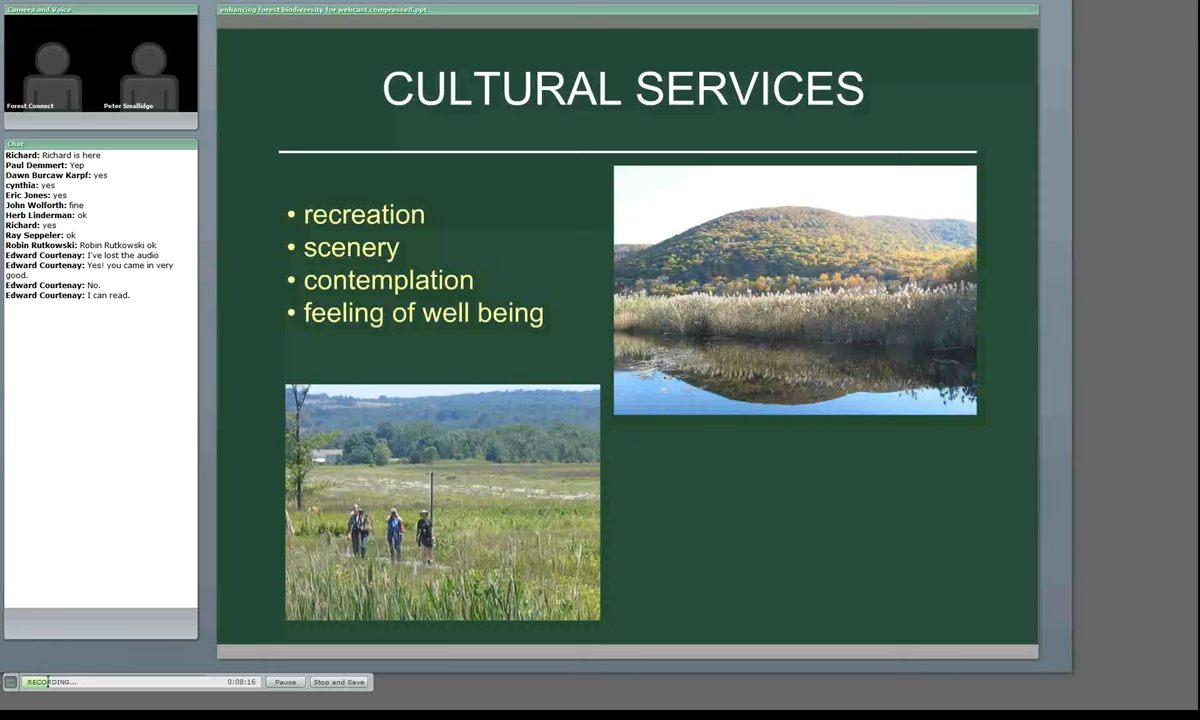 Camera and Voice
enhancing forest biodiversity for webcast compressed.ppt
Forest Connect
Peter Smallidge
Chat
Richard: Richard is here
Paul Demmert: Yep
Dawn Burcaw Karpf: yes
cynthia: yes
Eric Jones: yes
John Wolforth: fine
Herb Linderman: ok
Richard: yes
Ray Seppeler: ok
Robin Rutkowski: Robin Rutkowski ok
Edward Courtenay: I've lost the audio
Edward Courtenay: Yes! you came in very
good.
Edward Courtenay: No.
Edward Courtenay: I can read.
CULTURAL SERVICES
• recreation
• scenery
• contemplation
• feeling of well being
RECORDING...
0:08:16
Pause
Stop and Save